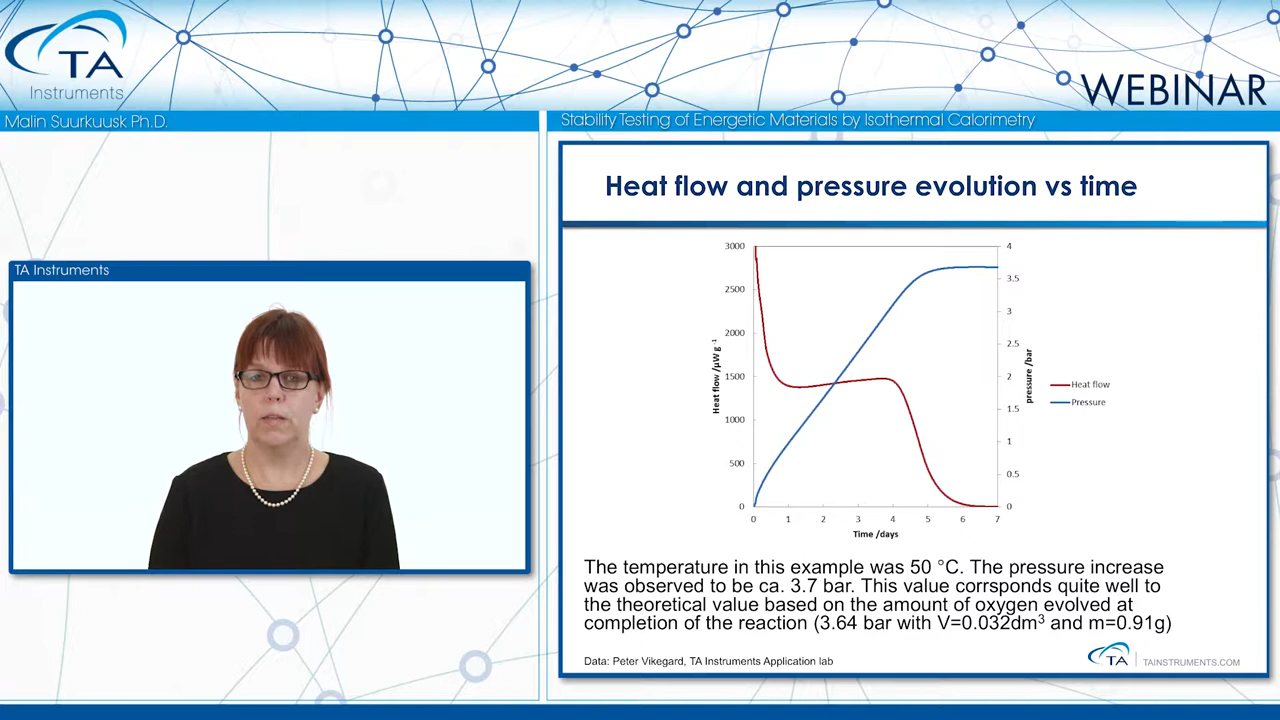 TA
Instruments
WEBINAR
Malin Suurkuusk Ph.D.
Stability Testing of Energetic Materials by Isothermal Calorimetry
TA Instruments
Heat flow and pressure evolution vs time
3000
2500
2000
1500
1000
500
0
Heat flow /µW g⁻¹
4
3.5
3
2.5
2
1.5
1
0.5
0
pressure /bar
0 1 2 3 4 5 6 7
Time /days
Heat flow
Pressure
The temperature in this example was 50 °C. The pressure increase
was observed to be ca. 3.7 bar. This value corrsponds quite well to
the theoretical value based on the amount of oxygen evolved at
completion of the reaction (3.64 bar with V=0.032dm³ and m=0.91g)
Data: Peter Vikegard, TA Instruments Application lab
TA
TAINSTRUMENTS.COM